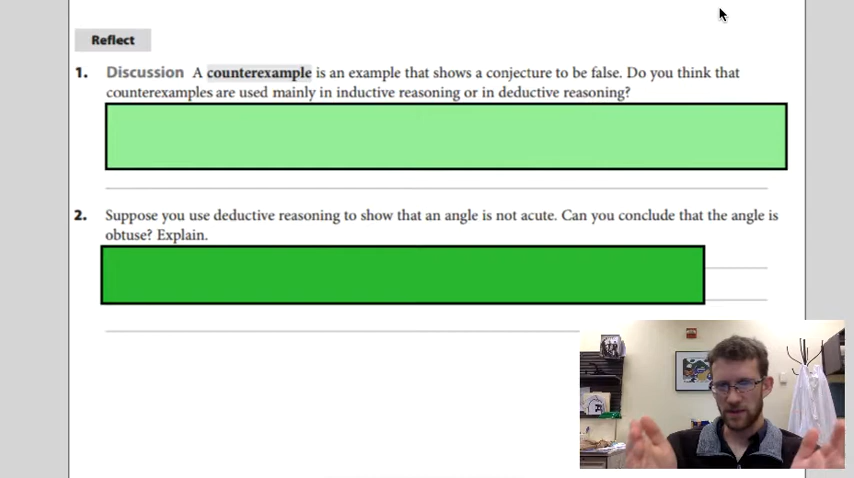 Reflect
1. Discussion A counterexample is an example that shows a conjecture to be false. Do you think that
counterexamples are used mainly in inductive reasoning or in deductive reasoning?
2. Suppose you use deductive reasoning to show that an angle is not acute. Can you conclude that the angle is
obtuse? Explain.